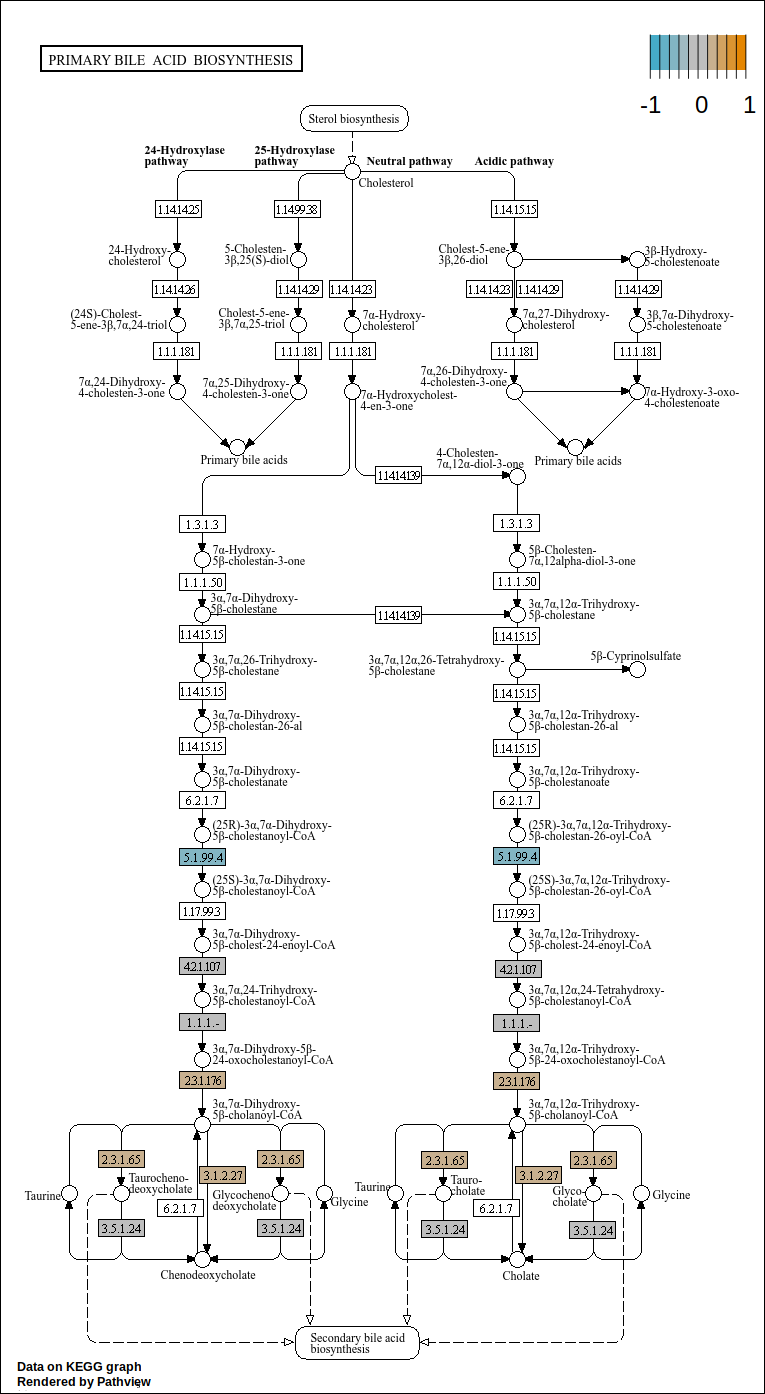 PRIMARY BILE ACID BIOSYNTHESIS
-1 0 1
Sterol biosynthesis
24-Hydroxylase
pathway
25-Hydroxylase
pathway
Neutral pathway
Acidic pathway
Cholesterol
1.14.14.25
1.14.99.38
1.14.15.15
24-Hydroxy-
cholesterol
5-Cholesten-
3β,25(S)-diol
Cholest-5-ene-
3β,26-diol
3β-Hydroxy-
5-cholestenoate
1.14.14.26
1.14.14.29
1.14.14.23
1.14.14.23
1.14.14.29
1.14.14.29
(24S)-Cholest-
5-ene-3β,7α,24-triol
Cholest-5-ene-
3β,7α,25-triol
7α-Hydroxy-
cholesterol
7α,27-Dihydroxy-
cholesterol
3β,7α-Dihydroxy-
5-cholestenoate
1.1.1.181
1.1.1.181
1.1.1.181
1.1.1.181
1.1.1.181
7α,24-Dihydroxy-
4-cholesten-3-one
7α,25-Dihydroxy-
4-cholesten-3-one
7α-Hydroxycholest-
4-en-3-one
7α,26-Dihydroxy-
4-cholesten-3-one
7α-Hydroxy-3-oxo-
4-cholestenoate
Primary bile acids
Primary bile acids
4-Cholesten-
7α,12α-diol-3-one
1.14.14.139
1.3.1.3
1.3.1.3
7α-Hydroxy-
5β-cholestan-3-one
5β-Cholesten-
7α,12alpha-diol-3-one
1.1.1.50
1.1.1.50
3α,7α-Dihydroxy-
5β-cholestane
1.14.14.139
3α,7α,12α-Trihydroxy-
5β-cholestane
1.14.15.15
1.14.15.15
3α,7α,26-Trihydroxy-
5β-cholestane
3α,7α,12α,26-Tetrahydroxy-
5β-cholestane
5β-Cyprinolsulfate
1.14.15.15
1.14.15.15
3α,7α-Dihydroxy-
5β-cholestan-26-al
3α,7α,12α-Trihydroxy-
5β-cholestan-26-al
1.14.15.15
1.14.15.15
3α,7α-Dihydroxy-
5β-cholestanate
3α,7α,12α-Trihydroxy-
5β-cholestanoate
6.2.1.7
6.2.1.7
(25R)-3α,7α-Dihydroxy-
5β-cholestanoyl-CoA
(25R)-3α,7α,12α-Trihydroxy-
5β-cholestan-26-oyl-CoA
5.1.99.4
5.1.99.4
(25S)-3α,7α-Dihydroxy-
5β-cholestanoyl-CoA
(25S)-3α,7α,12α-Trihydroxy-
5β-cholestan-26-oyl-CoA
1.17.99.3
1.17.99.3
3α,7α-Dihydroxy-
5β-cholest-24-enoyl-CoA
3α,7α,12α-Trihydroxy-
5β-cholest-24-enoyl-CoA
4.2.1.107
4.2.1.107
3α,7α,24-Trihydroxy-
5β-cholestanoyl-CoA
3α,7α,12α,24-Tetrahydroxy-
5β-cholestanoyl-CoA
1.1.1.-
1.1.1.-
3α,7α-Dihydroxy-5β-
24-oxocholestanoyl-CoA
3α,7α,12α-Trihydroxy-
5β-24-oxocholestanoyl-CoA
2.3.1.176
2.3.1.176
3α,7α-Dihydroxy-
5β-cholanoyl-CoA
3α,7α,12α-Trihydroxy-
5β-cholanoyl-CoA
2.3.1.65
3.1.2.27
2.3.1.65
2.3.1.65
3.1.2.27
2.3.1.65
Taurine
Taurocheno-
deoxycholate
Glycocheno-
deoxycholate
Glycine
Taurine
Tauro-
cholate
Glyco-
cholate
Glycine
6.2.1.7
6.2.1.7
3.5.1.24
3.5.1.24
3.5.1.24
3.5.1.24
Chenodeoxycholate
Cholate
Secondary bile acid
biosynthesis
Data on KEGG graph
Rendered by Pathview